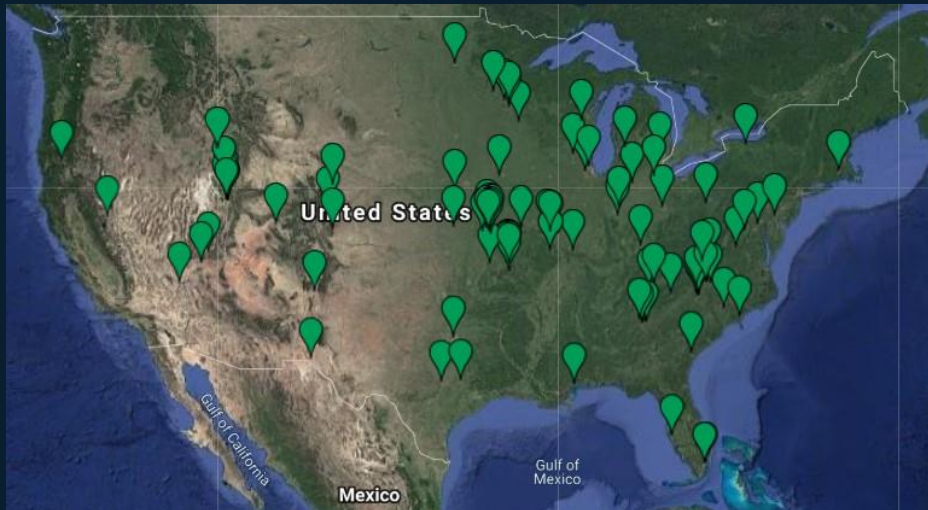 United States
Gulf of California
Gulf of
Mexico
Mexico